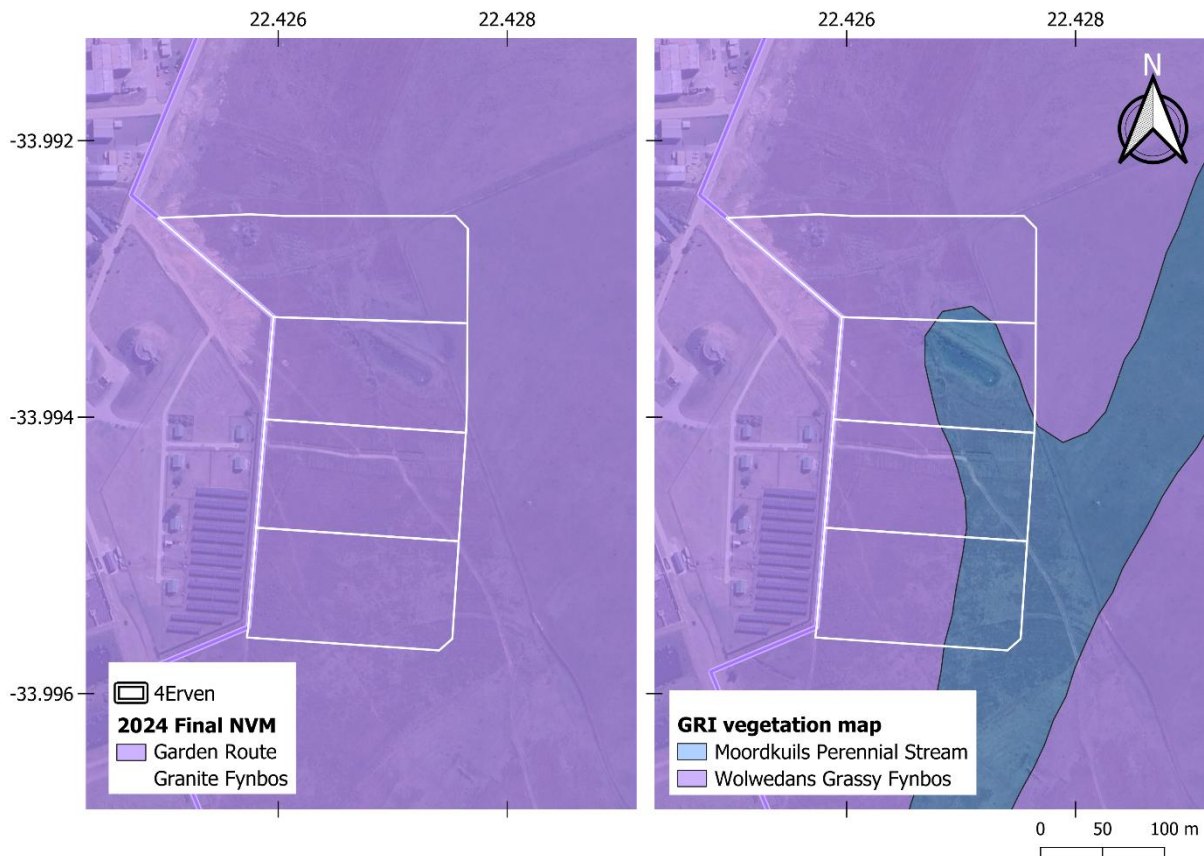 22.426
22.428
22.426
22.428
N
-33.992
-33.994
-33.996
4Erven
2024 Final NVM
Garden Route
Granite Fynbos
GRI vegetation map
Moordkuils Perennial Stream
Wolwedans Grassy Fynbos
0 50 100 m